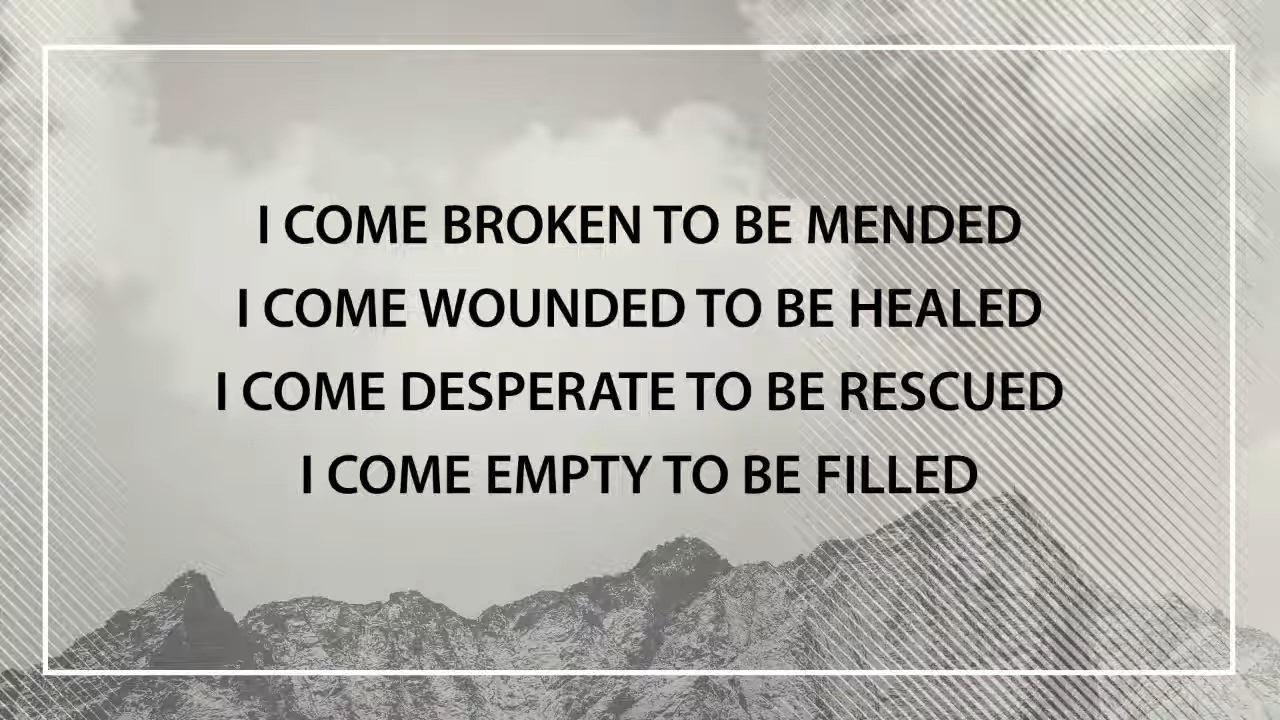 I COME BROKEN TO BE MENDED
I COME WOUNDED TO BE HEALED
I COME DESPERATE TO BE RESCUED
I COME EMPTY TO BE FILLED